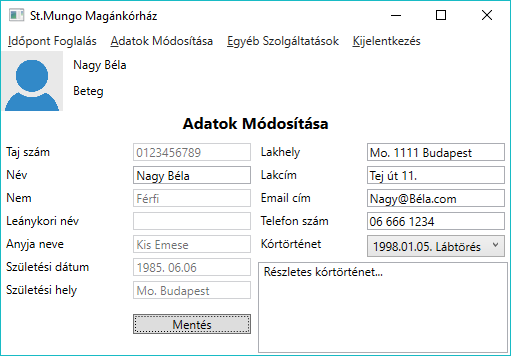 St.Mungo Magánkórház
Időpont Foglalás Adatok Módosítása Egyéb Szolgáltatások Kijelentkezés
Nagy Béla
Beteg
Adatok Módosítása
Taj szám 0123456789 Lakhely Mo. 1111 Budapest
Név Nagy Béla Lakcím Tej út 11.
Nem Férfi Email cím Nagy@Béla.com
Leánykori név Telefon szám 06 666 1234
Anyja neve Kis Emese Kórtörténet 1998.01.05. Lábtörés
Születési dátum 1985. 06.06 Részletes kórtörténet...
Születési hely Mo. Budapest
Mentés